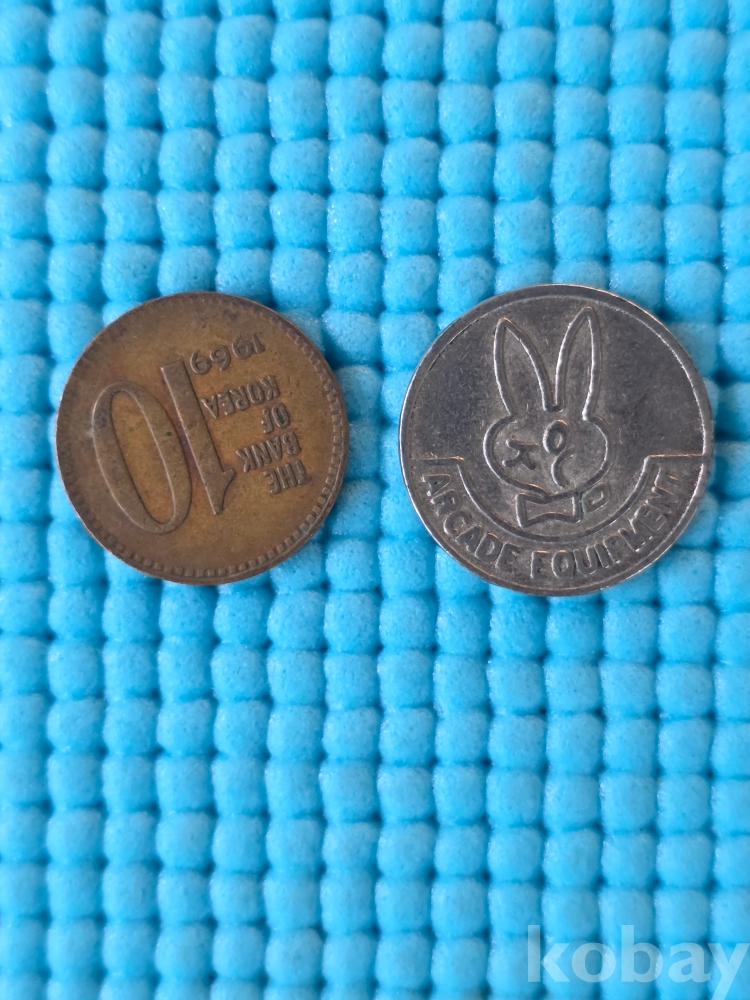 THE
BANK
OF
KOREA
1969
10
ARCADE EQUIPMENT
kobay